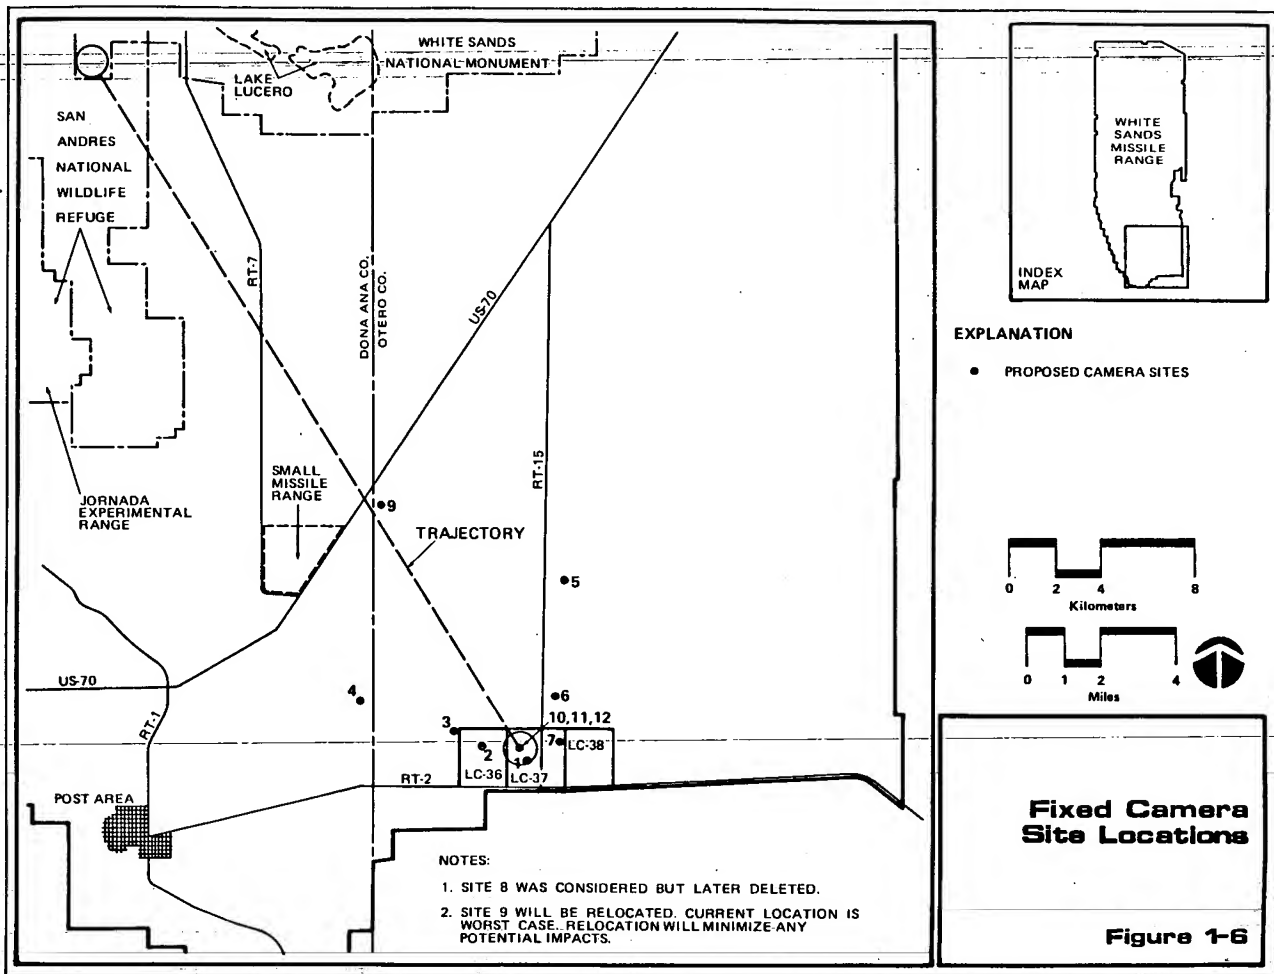 WHITE SANDS
NATIONAL MONUMENT
LAKE
LUCERO
SAN
ANDRES
NATIONAL
WILDLIFE
REFUGE
RT-7
DONA ANA CO.
OTERO CO.
US-70
RT-15
JORNADA
EXPERIMENTAL
RANGE
SMALL
MISSILE
RANGE
9
TRAJECTORY
5
US-70
4
6
RT-1
3
10,11,12
2
7
LC-38
1
LC-36
LC-37
RT-2
POST AREA
NOTES:
1. SITE 8 WAS CONSIDERED BUT LATER DELETED.
2. SITE 9 WILL BE RELOCATED. CURRENT LOCATION IS
WORST CASE. RELOCATION WILL MINIMIZE ANY
POTENTIAL IMPACTS.
WHITE
SANDS
MISSILE
RANGE
INDEX
MAP
EXPLANATION
● PROPOSED CAMERA SITES
0 2 4 8
Kilometers
0 1 2 4
Miles
Fixed Camera
Site Locations
Figure 1-6